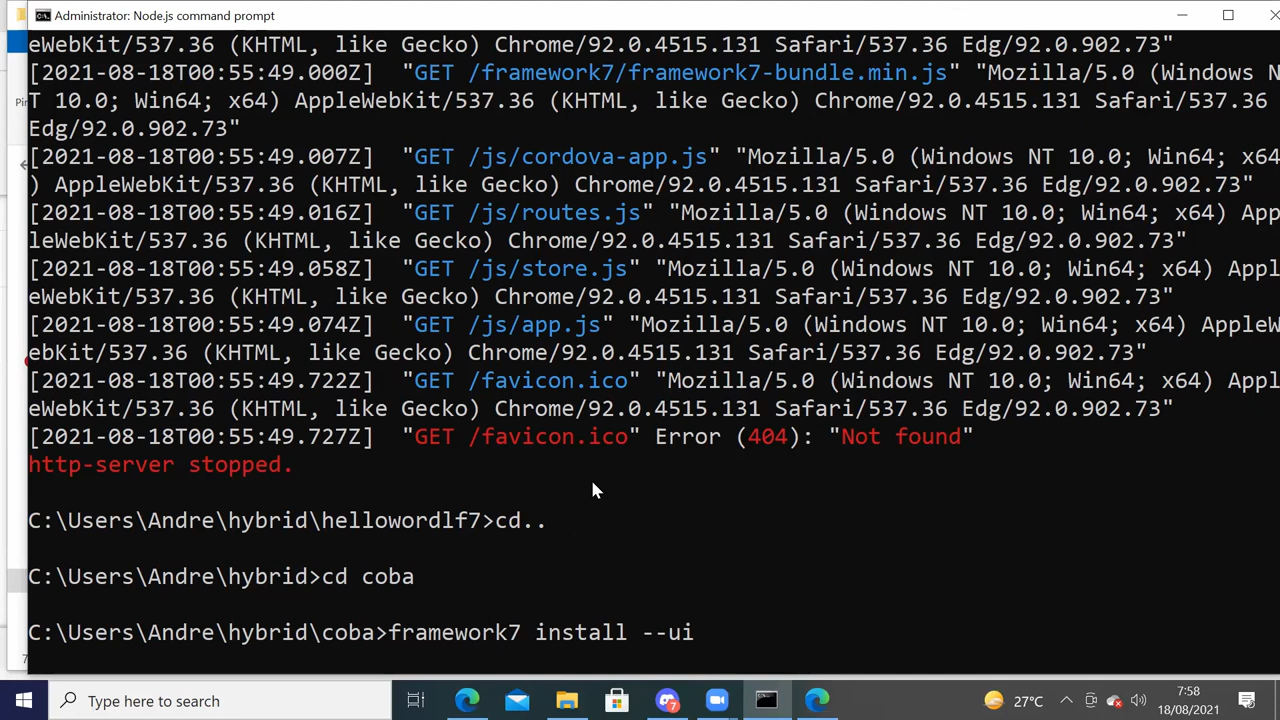 Administrator: Node.js command prompt
eWebKit/537.36 (KHTML, like Gecko) Chrome/92.0.4515.131 Safari/537.36 Edg/92.0.902.73"
[2021-08-18T00:55:49.000Z]  "GET /framework7/framework7-bundle.min.js" "Mozilla/5.0 (Windows N
T 10.0; Win64; x64) AppleWebKit/537.36 (KHTML, like Gecko) Chrome/92.0.4515.131 Safari/537.36
Edg/92.0.902.73"
[2021-08-18T00:55:49.007Z]  "GET /js/cordova-app.js" "Mozilla/5.0 (Windows NT 10.0; Win64; x64
) AppleWebKit/537.36 (KHTML, like Gecko) Chrome/92.0.4515.131 Safari/537.36 Edg/92.0.902.73"
[2021-08-18T00:55:49.016Z]  "GET /js/routes.js" "Mozilla/5.0 (Windows NT 10.0; Win64; x64) App
leWebKit/537.36 (KHTML, like Gecko) Chrome/92.0.4515.131 Safari/537.36 Edg/92.0.902.73"
[2021-08-18T00:55:49.058Z]  "GET /js/store.js" "Mozilla/5.0 (Windows NT 10.0; Win64; x64) Appl
eWebKit/537.36 (KHTML, like Gecko) Chrome/92.0.4515.131 Safari/537.36 Edg/92.0.902.73"
[2021-08-18T00:55:49.074Z]  "GET /js/app.js" "Mozilla/5.0 (Windows NT 10.0; Win64; x64) AppleW
ebKit/537.36 (KHTML, like Gecko) Chrome/92.0.4515.131 Safari/537.36 Edg/92.0.902.73"
[2021-08-18T00:55:49.722Z]  "GET /favicon.ico" "Mozilla/5.0 (Windows NT 10.0; Win64; x64) Appl
eWebKit/537.36 (KHTML, like Gecko) Chrome/92.0.4515.131 Safari/537.36 Edg/92.0.902.73"
[2021-08-18T00:55:49.727Z]  "GET /favicon.ico" Error (404): "Not found"
http-server stopped.
C:\Users\Andre\hybrid\hellowordlf7>cd..
C:\Users\Andre\hybrid>cd coba
C:\Users\Andre\hybrid\coba>framework7 install --ui
Type here to search
7
27°C
7:58
18/08/2021